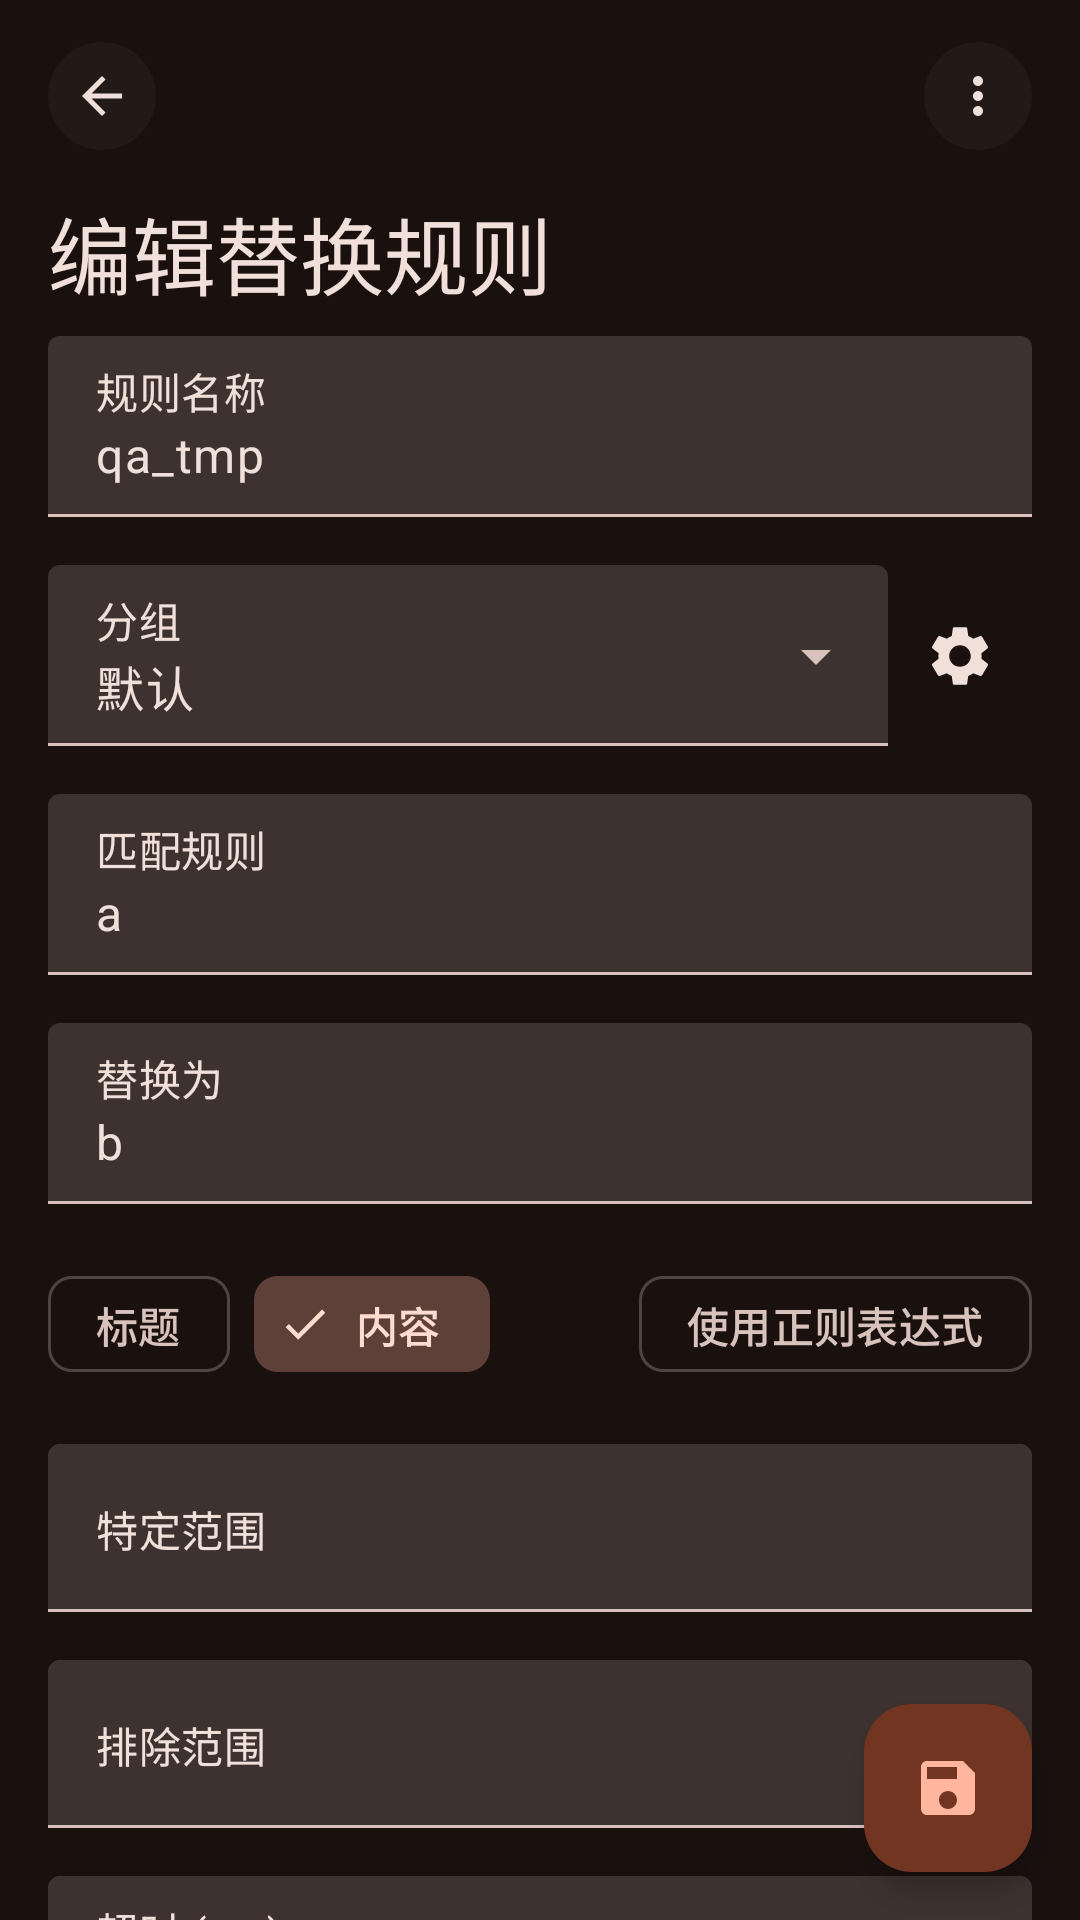 编辑替换规则
规则名称
qa_tmp
分组
默认
匹配规则
a
替换为
b
标题
内容
使用正则表达式
特定范围
排除范围